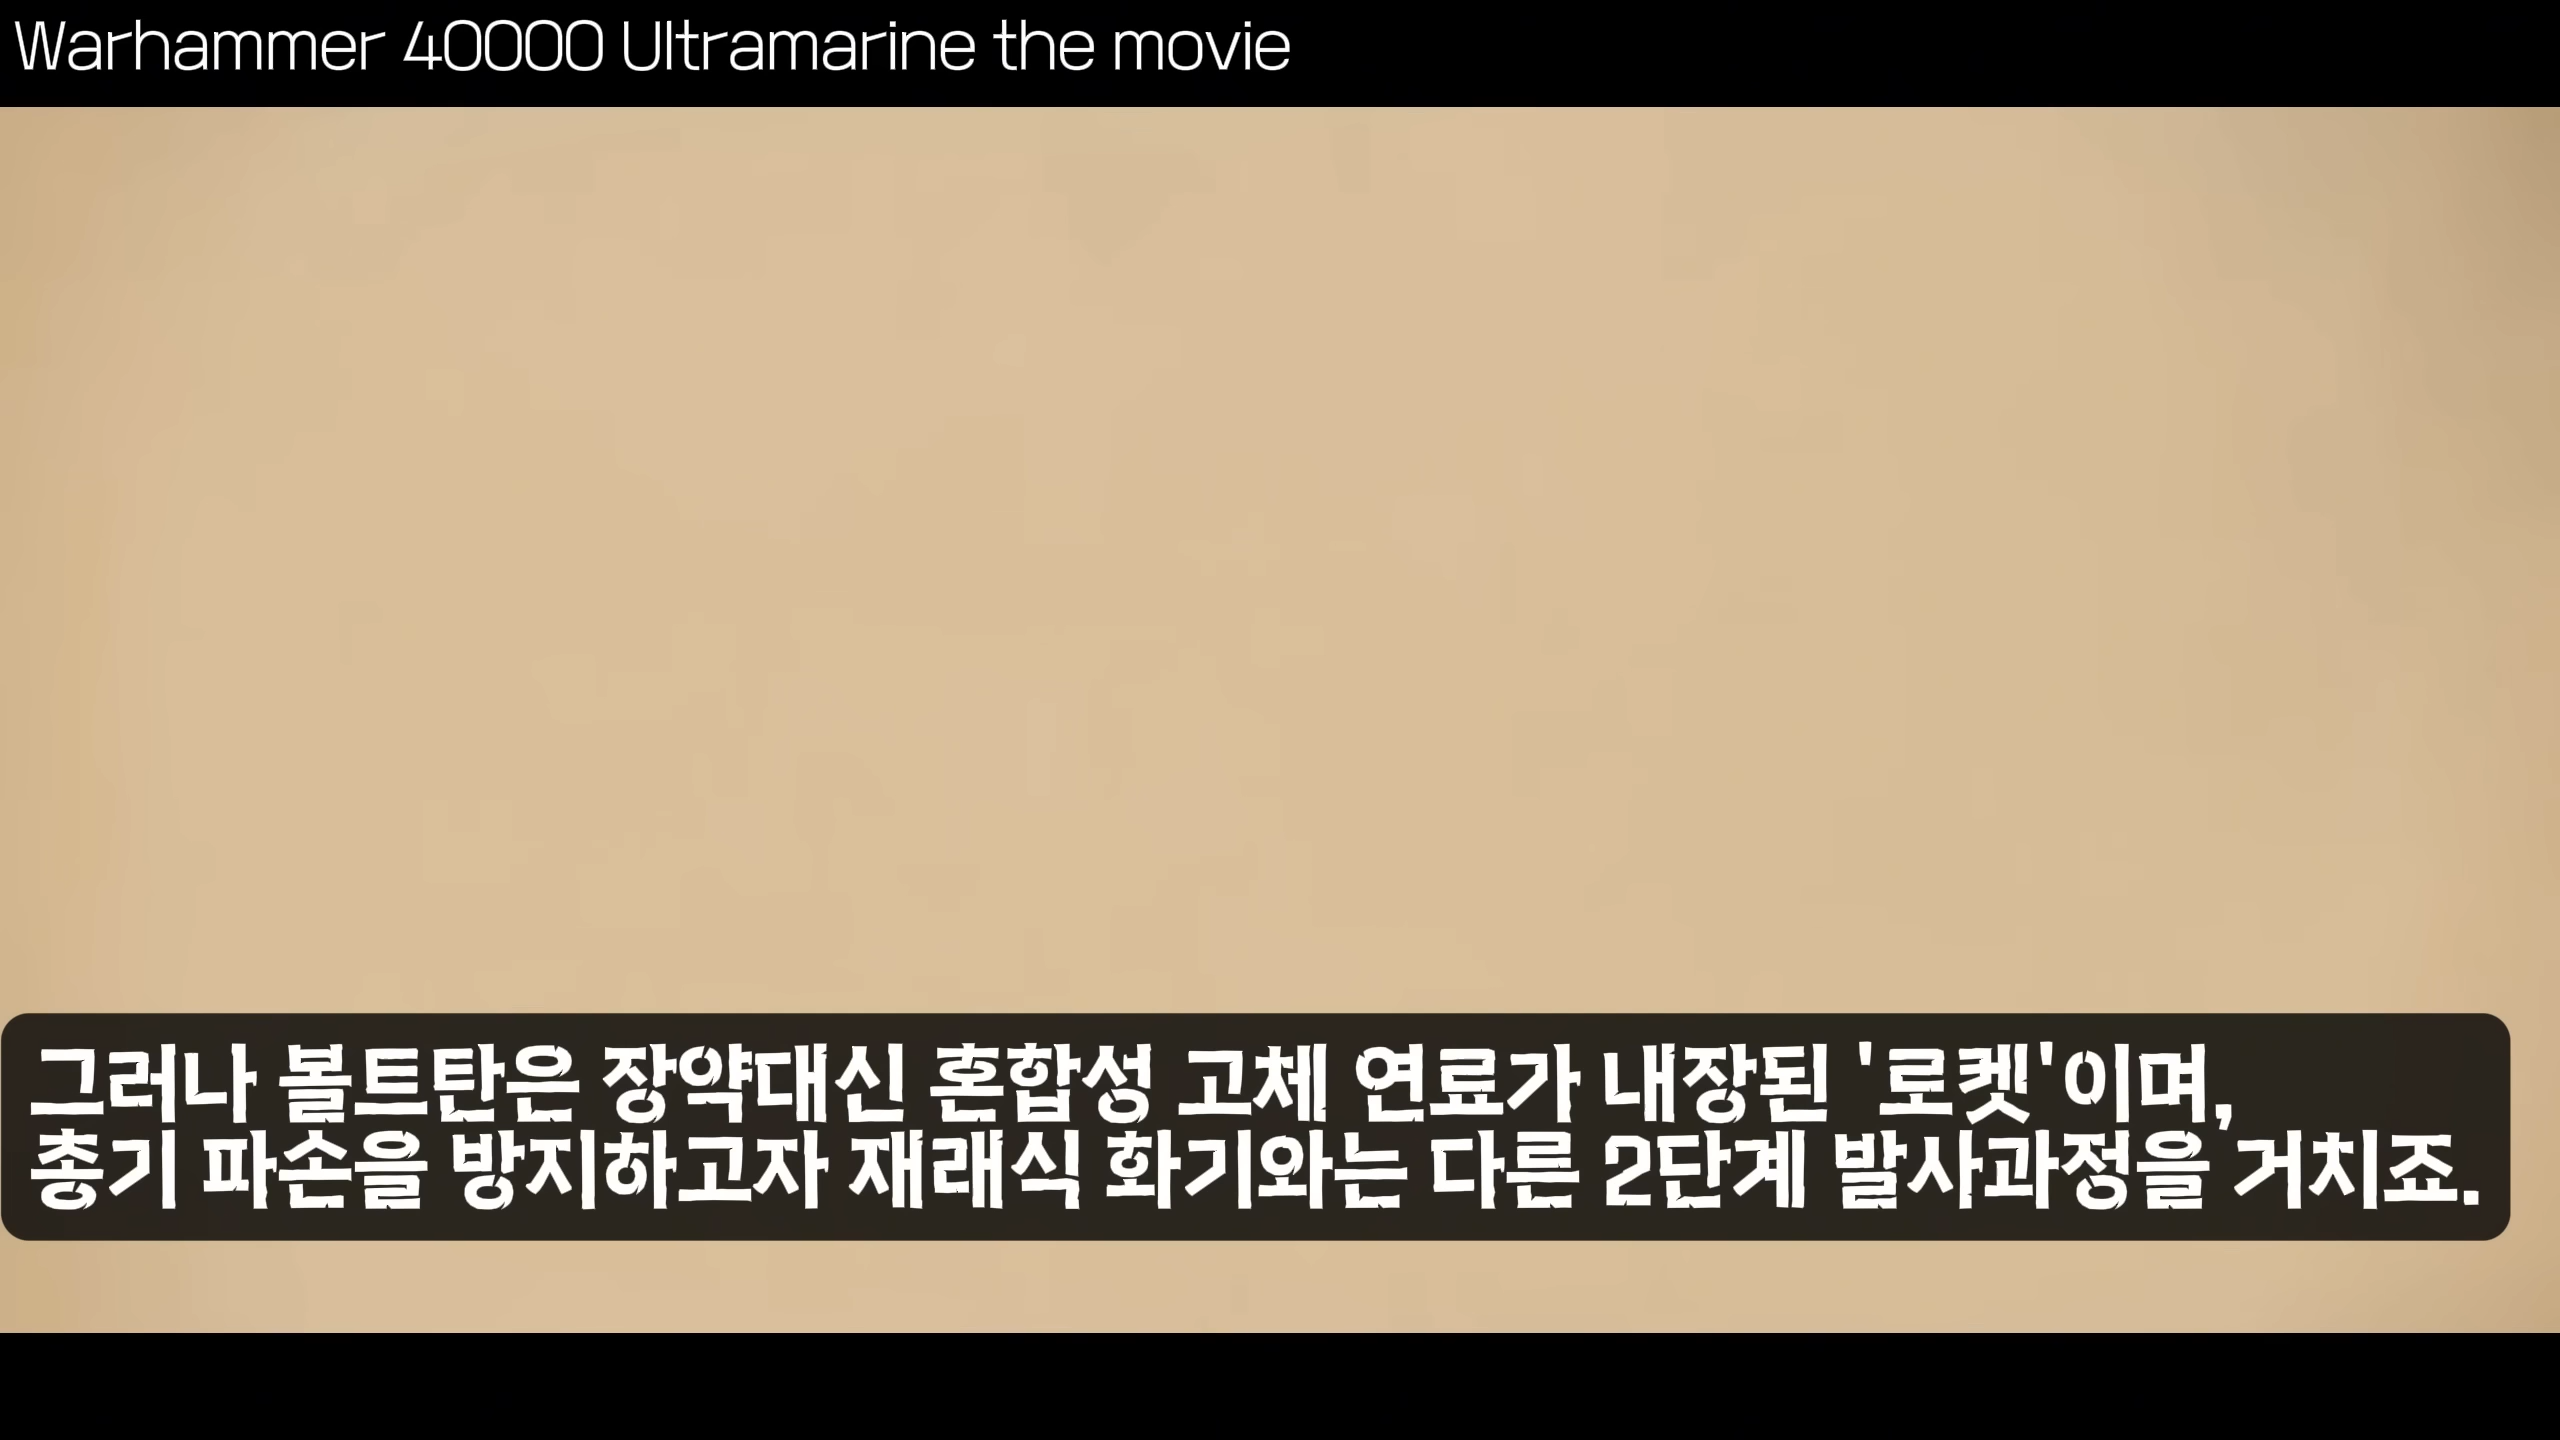 Warhammer 40000 Ultramarine the movie
그러나 볼트탄은 장약대신 혼합성 고체 연료가 내장된 '로켓'이며,
총기 파손을 방지하고자 재래식 화기와는 다른 2단계 발사과정을 거치죠.